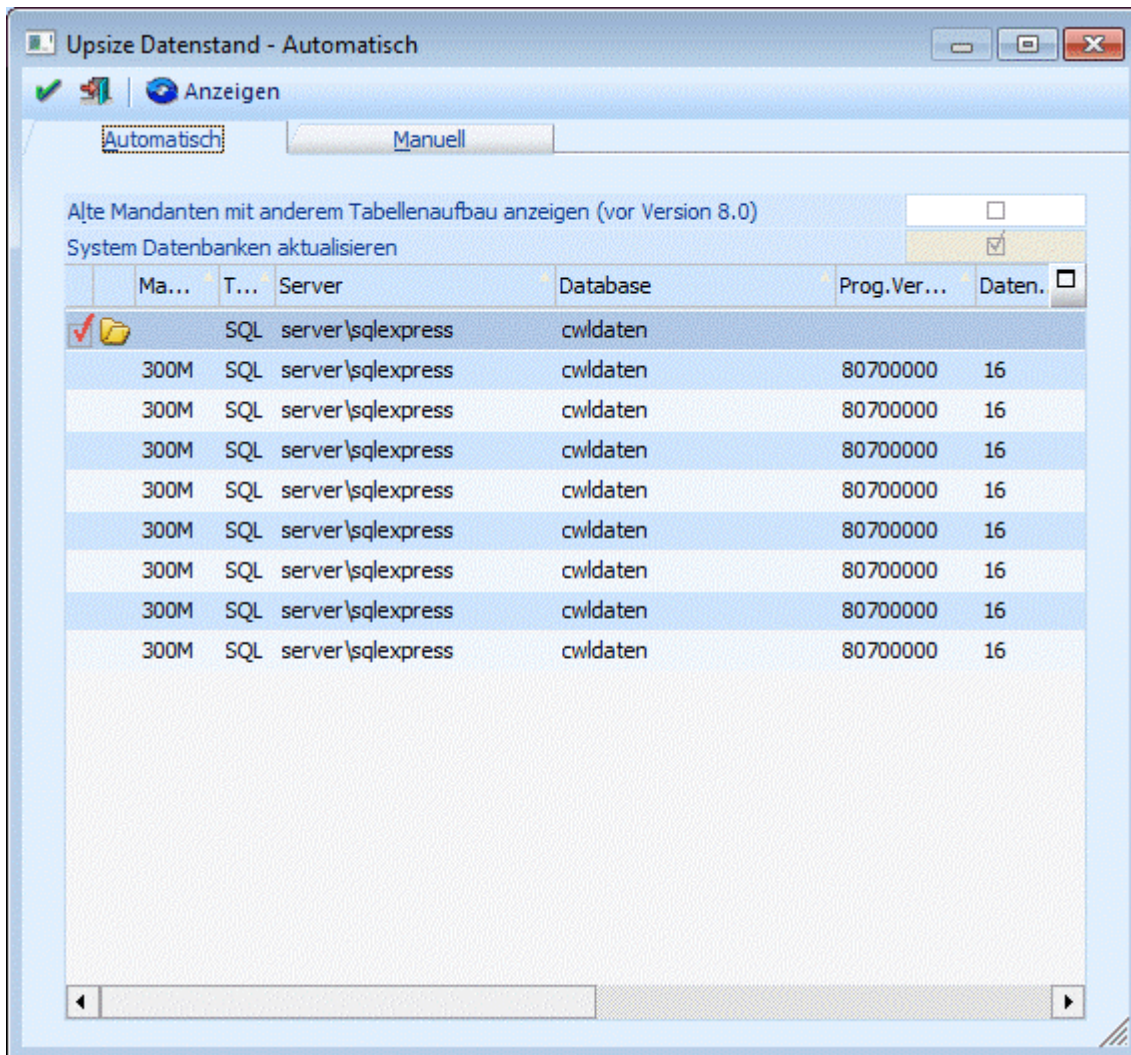 Upsize Datenstand - Automatisch
Anzeigen
Automatisch Manuell
Alte Mandanten mit anderem Tabellenaufbau anzeigen (vor Version 8.0)
System Datenbanken aktualisieren
Ma... T... Server Database Prog.Ver... Daten.
SQL server\sqlexpress cwldaten
300M SQL server\sqlexpress cwldaten 80700000 16
300M SQL server\sqlexpress cwldaten 80700000 16
300M SQL server\sqlexpress cwldaten 80700000 16
300M SQL server\sqlexpress cwldaten 80700000 16
300M SQL server\sqlexpress cwldaten 80700000 16
300M SQL server\sqlexpress cwldaten 80700000 16
300M SQL server\sqlexpress cwldaten 80700000 16
300M SQL server\sqlexpress cwldaten 80700000 16